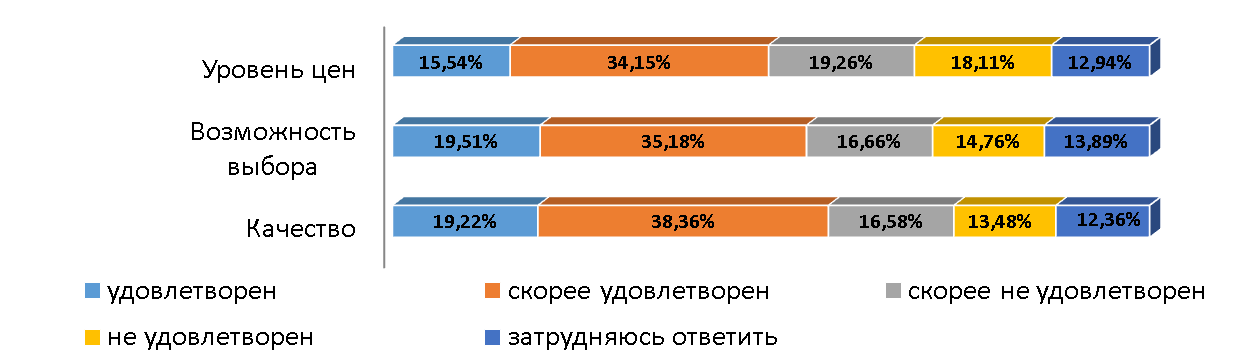 Уровень цен
15,54% 34,15% 19,26% 18,11% 12,94%
Возможность
выбора
19,51% 35,18% 16,66% 14,76% 13,89%
Качество
19,22% 38,36% 16,58% 13,48% 12,36%
удовлетворен скорее удовлетворен скорее не удовлетворен
не удовлетворен затрудняюсь ответить